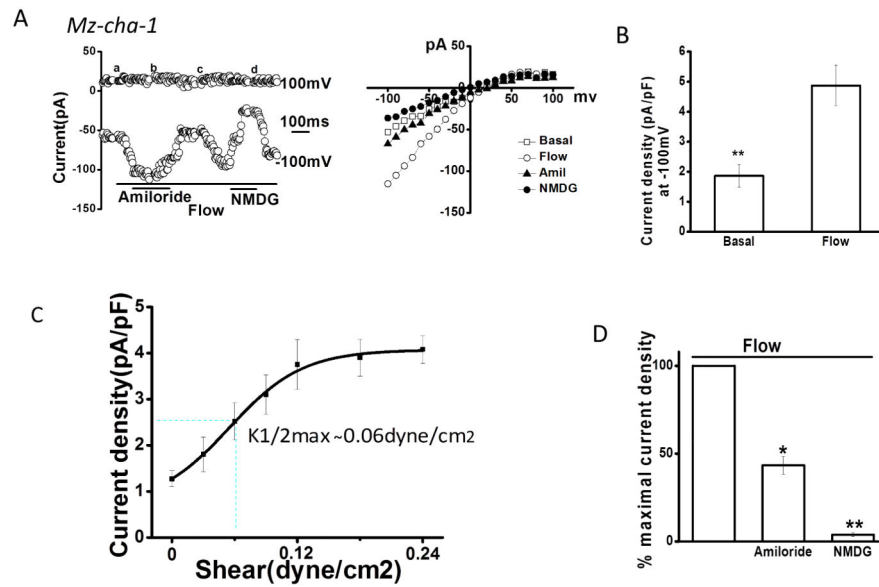 A
Mz-cha-1
50
0
-50
-100
-150
Current(pA)
a b c d
100mV
100ms
-100mV
Amiloride
Flow
NMDG
pA
50
-100 -50 0 50 100
mv
-50
-100
-150
Basal
Flow
Amil
NMDG
B
6
5
4
3
2
1
0
Current density (pA/pF)
at -100mV
**
Basal Flow
C
5
4
3
2
1
0
Current density(pA/pF)
K1/2max ~0.06dyne/cm2
0 0.12 0.24
Shear(dyne/cm2)
D
Flow
100
50
0
% maximal current density
*
**
Amiloride NMDG